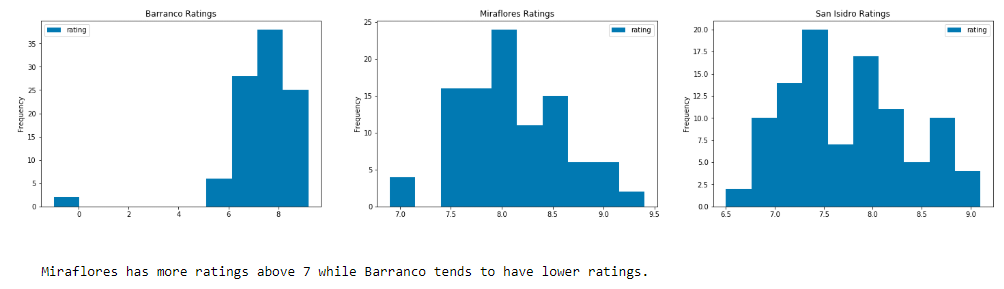 Barranco Ratings
rating
Frequency
35
30
25
20
15
10
5
0
0 2 4 6 8
Miraflores Ratings
rating
Frequency
25
20
15
10
5
0
7.0 7.5 8.0 8.5 9.0 9.5
San Isidro Ratings
rating
Frequency
20.0
17.5
15.0
12.5
10.0
7.5
5.0
2.5
0.0
6.5 7.0 7.5 8.0 8.5 9.0
Miraflores has more ratings above 7 while Barranco tends to have lower ratings.